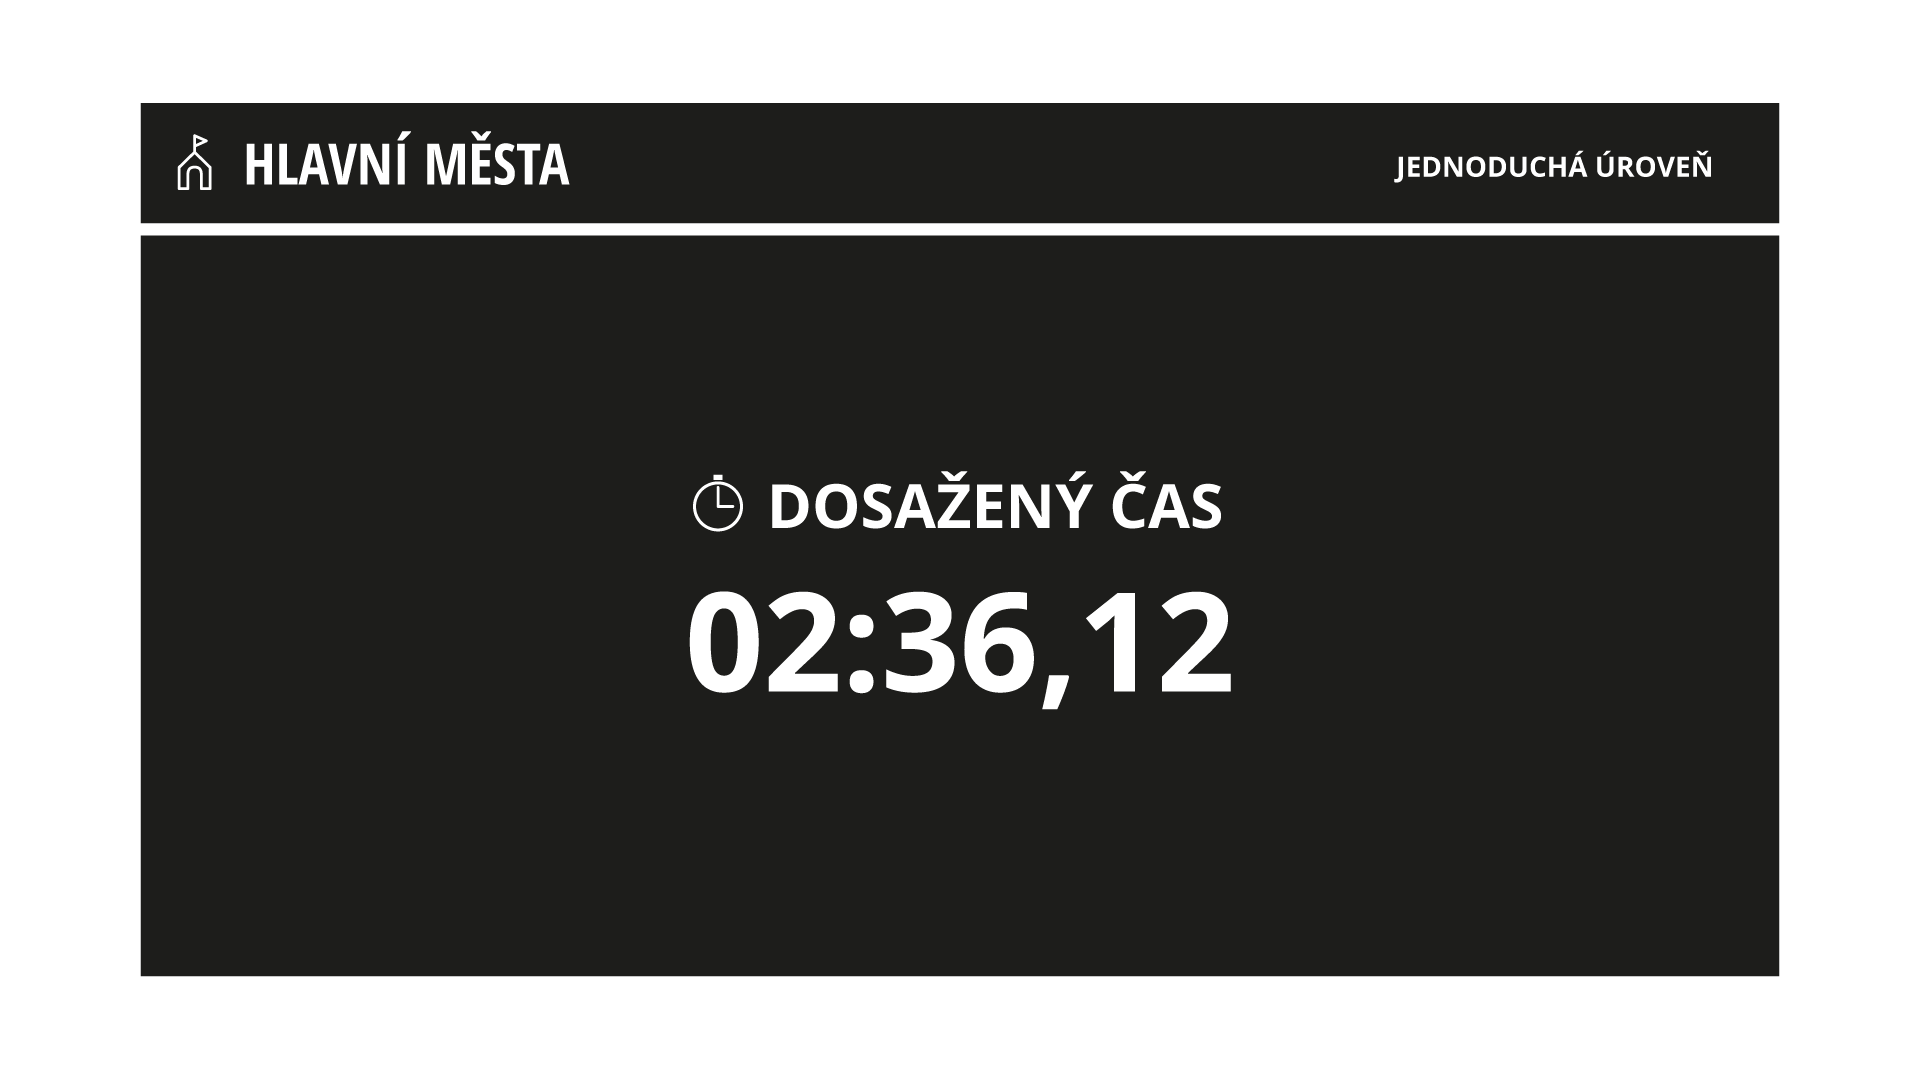 HLAVNÍ MĚSTA
JEDNODUCHÁ ÚROVEŇ
DOSAŽENÝ ČAS
02:36,12